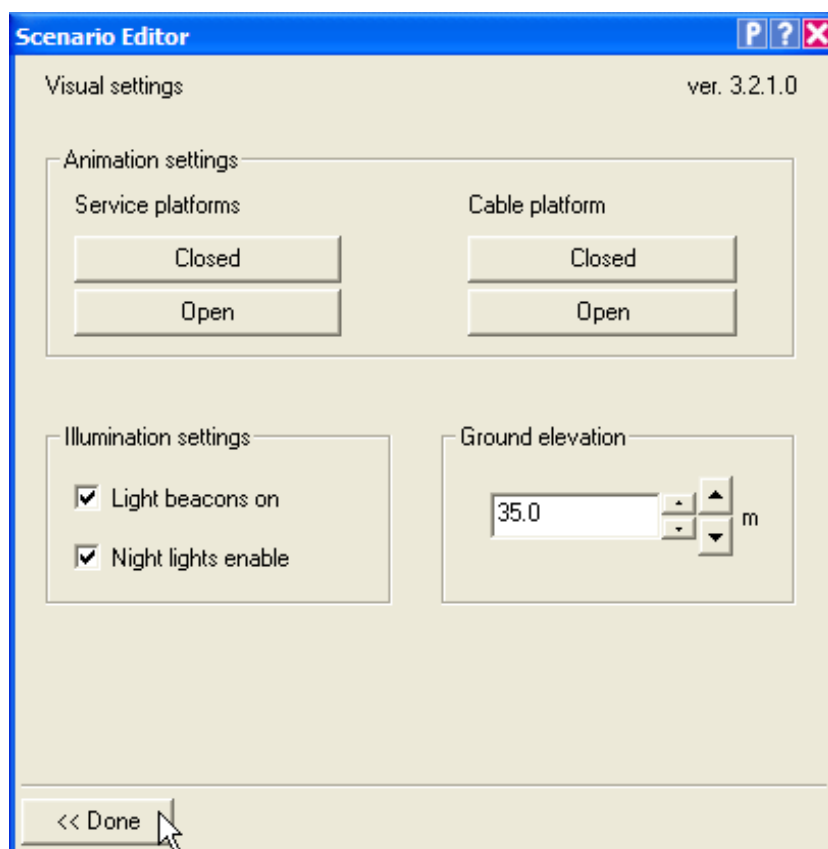 Scenario Editor P ?
Visual settings ver. 3.2.1.0
Animation settings
Service platforms Cable platform
Closed Closed
Open Open
Illumination settings Ground elevation
Light beacons on
35.0 m
Night lights enable
<< Done